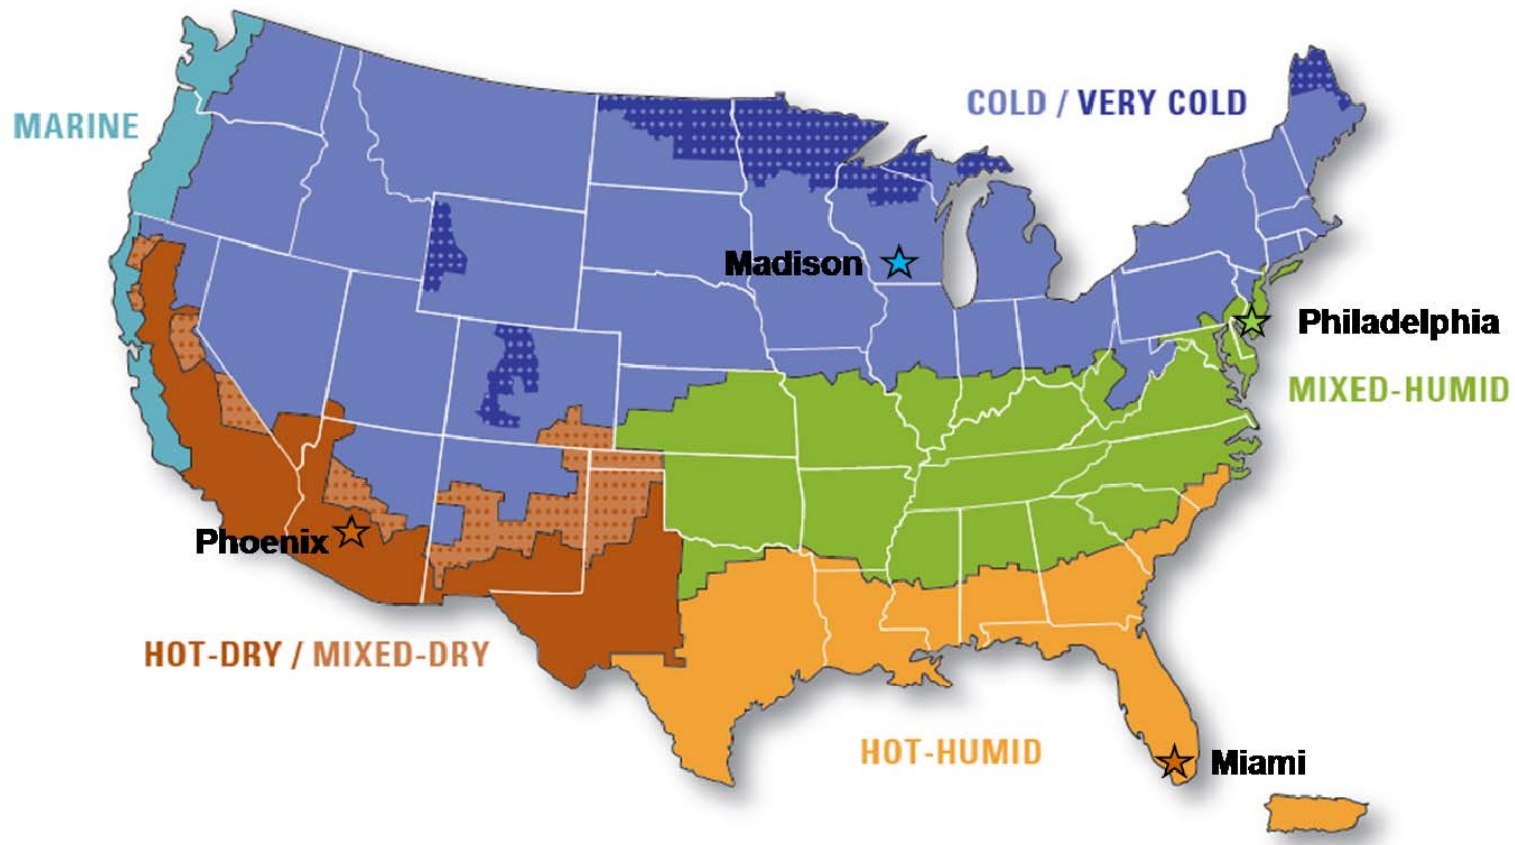 COLD / VERY COLD
MARINE
Madison
Philadelphia
MIXED-HUMID
Phoenix
HOT-DRY / MIXED-DRY
HOT-HUMID
Miami